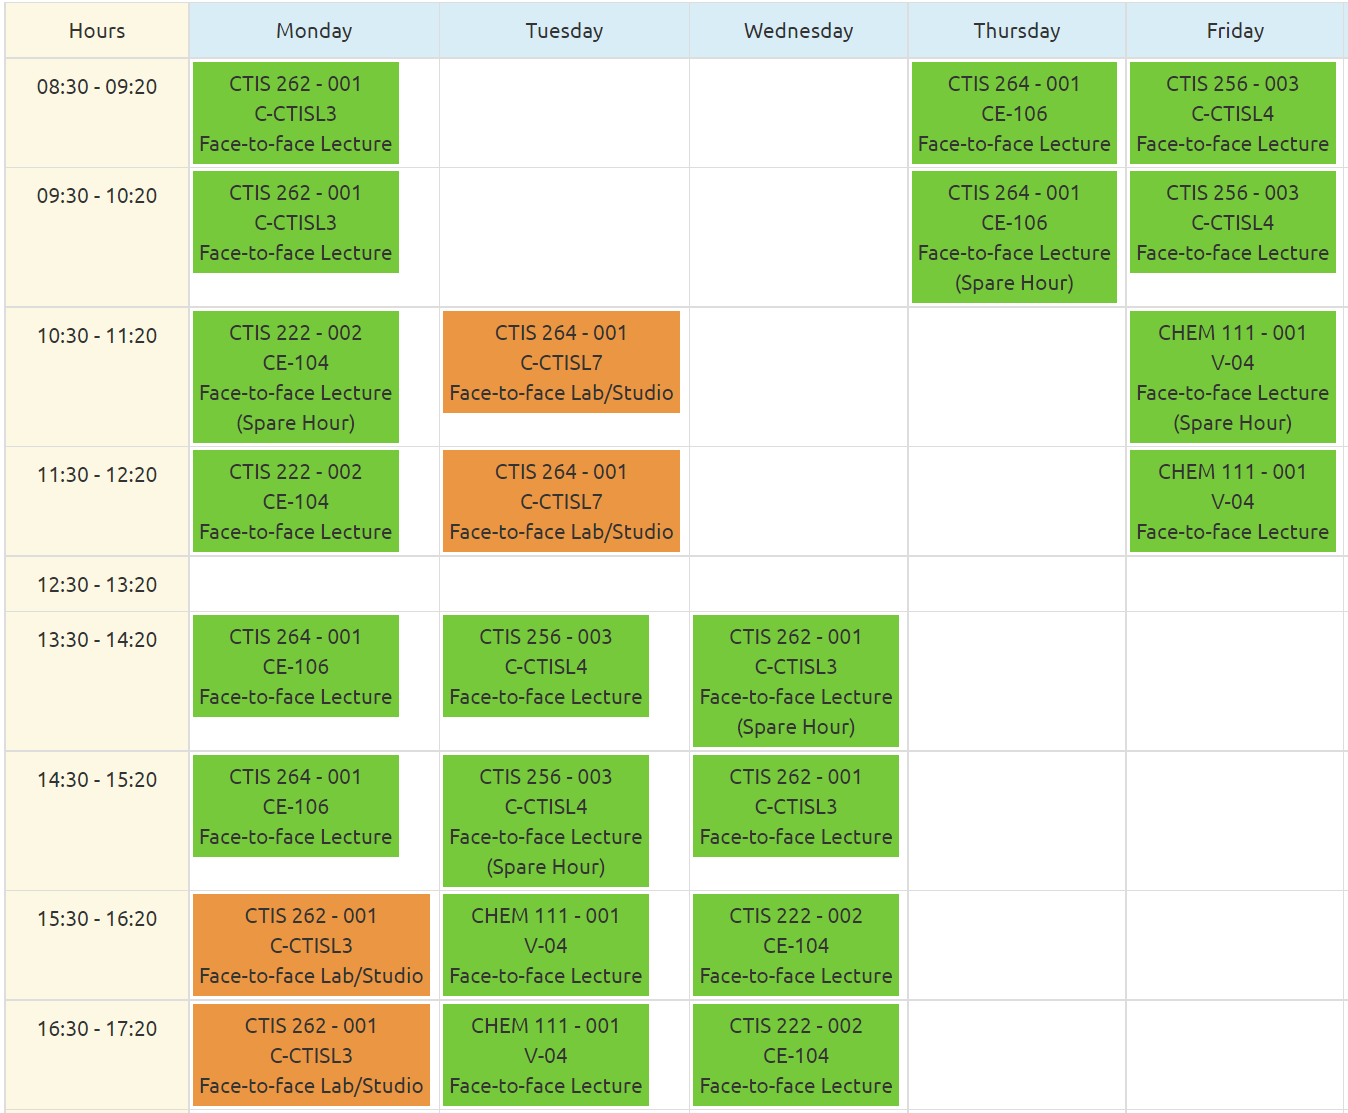 Hours Monday Tuesday Wednesday Thursday Friday
08:30 - 09:20
CTIS 262 - 001
C-CTISL3
Face-to-face Lecture
CTIS 264 - 001
CE-106
Face-to-face Lecture
CTIS 256 - 003
C-CTISL4
Face-to-face Lecture
09:30 - 10:20
CTIS 262 - 001
C-CTISL3
Face-to-face Lecture
CTIS 264 - 001
CE-106
Face-to-face Lecture
(Spare Hour)
CTIS 256 - 003
C-CTISL4
Face-to-face Lecture
10:30 - 11:20
CTIS 222 - 002
CE-104
Face-to-face Lecture
(Spare Hour)
CTIS 264 - 001
C-CTISL7
Face-to-face Lab/Studio
CHEM 111 - 001
V-04
Face-to-face Lecture
(Spare Hour)
11:30 - 12:20
CTIS 222 - 002
CE-104
Face-to-face Lecture
CTIS 264 - 001
C-CTISL7
Face-to-face Lab/Studio
CHEM 111 - 001
V-04
Face-to-face Lecture
12:30 - 13:20
13:30 - 14:20
CTIS 264 - 001
CE-106
Face-to-face Lecture
CTIS 256 - 003
C-CTISL4
Face-to-face Lecture
CTIS 262 - 001
C-CTISL3
Face-to-face Lecture
(Spare Hour)
14:30 - 15:20
CTIS 264 - 001
CE-106
Face-to-face Lecture
CTIS 256 - 003
C-CTISL4
Face-to-face Lecture
(Spare Hour)
CTIS 262 - 001
C-CTISL3
Face-to-face Lecture
15:30 - 16:20
CTIS 262 - 001
C-CTISL3
Face-to-face Lab/Studio
CHEM 111 - 001
V-04
Face-to-face Lecture
CTIS 222 - 002
CE-104
Face-to-face Lecture
16:30 - 17:20
CTIS 262 - 001
C-CTISL3
Face-to-face Lab/Studio
CHEM 111 - 001
V-04
Face-to-face Lecture
CTIS 222 - 002
CE-104
Face-to-face Lecture